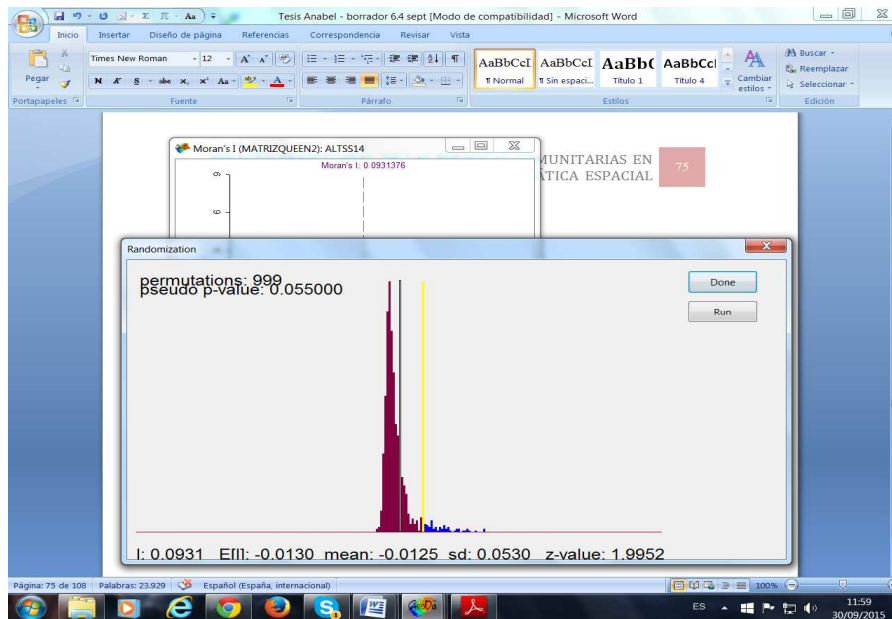 Tesis Anabel - borrador 6.4 sept [Modo de compatibilidad] - Microsoft Word
Inicio Insertar Diseño de página Referencias Correspondencia Revisar Vista
Times New Roman 12
Pegar
AaBbCcI AaBbCcI AaBb( AaBbCcl
¶ Normal ¶ Sin espaci... Título 1 Título 4
Cambiar estilos
Buscar
Reemplazar
Seleccionar
Portapapeles Fuente Párrafo Estilos Edición
Moran's I (MATRIZQUEEN2): ALTSS14
Moran's I: 0.0931376
9
6
MUNITARIAS EN
ÁTICA ESPACIAL
75
Randomization
permutations: 999
pseudo p-value: 0.055000
Done
Run
I: 0.0931 E[I]: -0.0130 mean: -0.0125 sd: 0.0530 z-value: 1.9952
Página: 75 de 108 Palabras: 23.929 Español (España, internacional) 100%
ES 11:59
30/09/2015